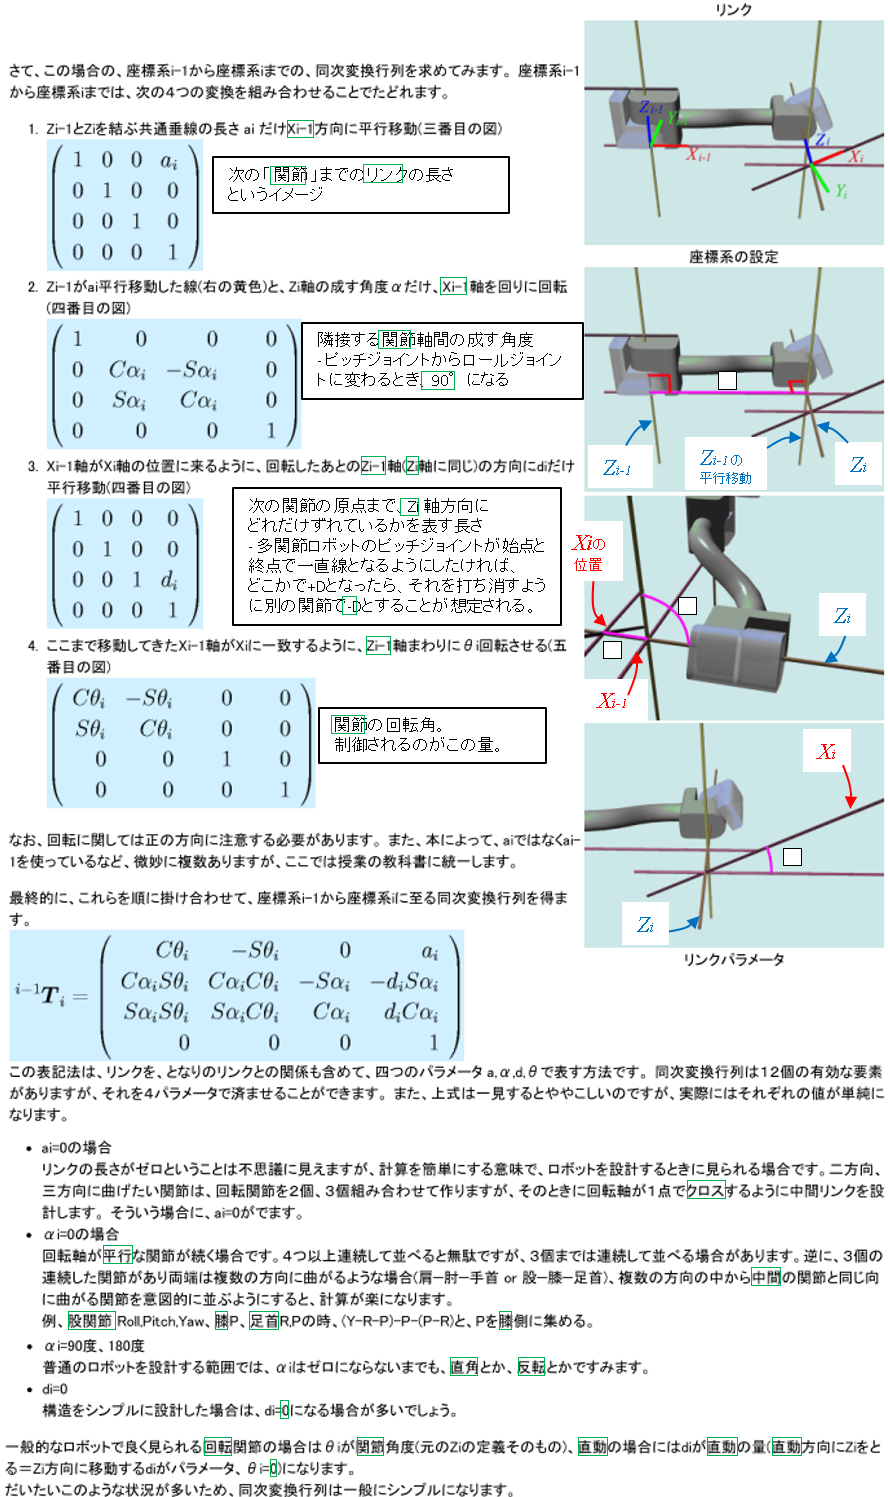 リンク
さて、この場合の、座標系i-1から座標系iまでの、同次変換行列を求めてみます。座標系i-1
から座標系iまでは、次の4つの変換を組み合わせることでたどれます。
1. Zi-1とZiを結ぶ共通垂線の長さ ai だけXi-1方向に平行移動(三番目の図)
1 0 0 ai
0 1 0 0
0 0 1 0
0 0 0 1
次の「関節」までのリンクの長さ
というイメージ
Zi-1
Yi-1
Xi-1
Zi
Xi
Yi
座標系の設定
2. Zi-1がai平行移動した線(右の黄色)と、Zi軸の成す角度αだけ、Xi-1軸を回りに回転
(四番目の図)
1 0 0 0
0 Cαi −Sαi 0
0 Sαi Cαi 0
0 0 0 1
隣接する関節軸間の成す角度
- ピッチジョイントからロールジョイン
トに変わるとき、90° になる
Zi-1
Zi-1の
平行移動
Zi
3. Xi-1軸がXi軸の位置に来るように、回転したあとのZi-1軸(Zi軸に同じ)の方向にdiだけ
平行移動(四番目の図)
1 0 0 0
0 1 0 0
0 0 1 di
0 0 0 1
次の関節の原点まで、Zi 軸方向に
どれだけずれているかを表す長さ
- 多関節ロボットのピッチジョイントが始点と
終点で一直線となるようにしたければ、
どこかで+Dとなったら、それを打ち消すよう
に別の関節で-Dとすることが想定される。
Xiの
位置
Zi
Xi-1
4. ここまで移動してきたXi-1軸がXiに一致するように、Zi-1軸まわりにθi回転させる(五
番目の図)
Cθi −Sθi 0 0
Sθi Cθi 0 0
0 0 1 0
0 0 0 1
関節の回転角。
制御されるのがこの量。
Xi
Zi
リンクパラメータ
なお、回転に関しては正の方向に注意する必要があります。また、本によって、aiではなくai-
1を使っているなど、微妙に複数ありますが、ここでは授業の教科書に統一します。
最終的に、これらを順に掛け合わせて、座標系i-1から座標系iに至る同次変換行列を得ま
す。
i−1Ti =
Cθi −Sθi 0 ai
CαiSθi CαiCθi −Sαi −diSαi
SαiSθi SαiCθi Cαi diCαi
0 0 0 1
この表記法は、リンクを、となりのリンクとの関係も含めて、四つのパラメータ a,α,d,θで表す方法です。同次変換行列は12個の有効な要素
がありますが、それを4パラメータで済ませることができます。また、上式は一見するとややこしいのですが、実際にはそれぞれの値が単純に
なります。
• ai=0の場合
リンクの長さがゼロということは不思議に見えますが、計算を簡単にする意味で、ロボットを設計するときに見られる場合です。二方向、
三方向に曲げたい関節は、回転関節を2個、3個組み合わせて作りますが、そのときに回転軸が1点でクロスするように中間リンクを設
計します。そういう場合に、ai=0がでます。
• αi=0の場合
回転軸が平行な関節が続く場合です。4つ以上連続して並べると無駄ですが、3個までは連続して並べる場合があります。逆に、3個の
連続した関節があり両端は複数の方向に曲がるような場合(肩ー肘ー手首 or 股ー膝ー足首)、複数の方向の中から中間の関節と同じ向
に曲がる関節を意図的に並ぶようにすると、計算が楽になります。
例、股関節Roll,Pitch,Yaw、膝P、足首R,Pの時、(Y-R-P)-P-(P-R)と、Pを膝側に集める。
• αi=90度、180度
普通のロボットを設計する範囲では、αiはゼロにならないまでも、直角とか、反転とかですみます。
• di=0
構造をシンプルに設計した場合は、di=0になる場合が多いでしょう。
一般的なロボットで良く見られる回転関節の場合はθiが関節角度(元のZiの定義そのもの)、直動の場合にはdiが直動の量(直動方向にZiをと
る=Zi方向に移動するdiがパラメータ、θi=0)になります。
だいたいこのような状況が多いため、同次変換行列は一般にシンプルになります。